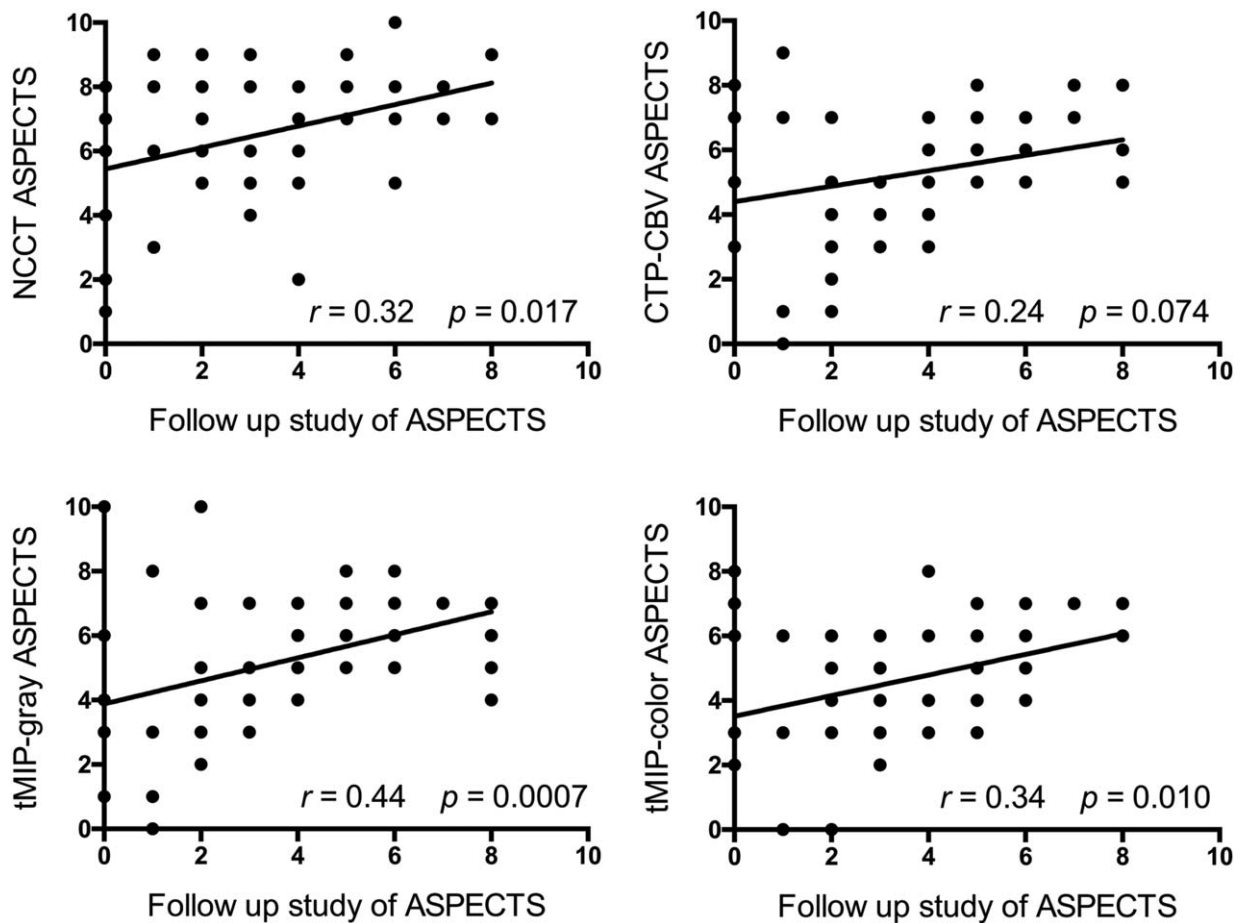 NCCT ASPECTS
10
8
6
4
2
0
r = 0.32 p = 0.017
0 2 4 6 8 10
Follow up study of ASPECTS
CTP-CBV ASPECTS
10
8
6
4
2
0
r = 0.24 p = 0.074
0 2 4 6 8 10
Follow up study of ASPECTS
tMIP-gray ASPECTS
10
8
6
4
2
0
r = 0.44 p = 0.0007
0 2 4 6 8 10
Follow up study of ASPECTS
tMIP-color ASPECTS
10
8
6
4
2
0
r = 0.34 p = 0.010
0 2 4 6 8 10
Follow up study of ASPECTS